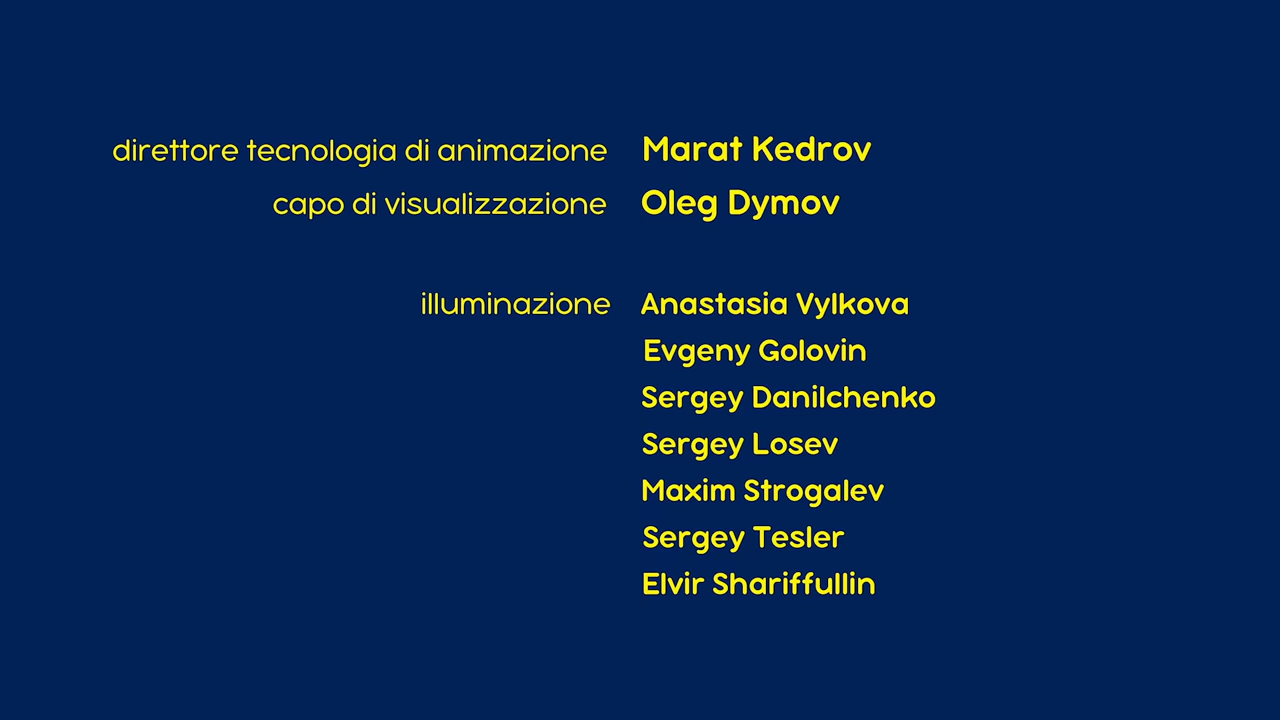 direttore tecnologia di animazione Marat Kedrov
capo di visualizzazione Oleg Dymov
illuminazione Anastasia Vylkova
Evgeny Golovin
Sergey Danilchenko
Sergey Losev
Maxim Strogalev
Sergey Tesler
Elvir Shariffullin